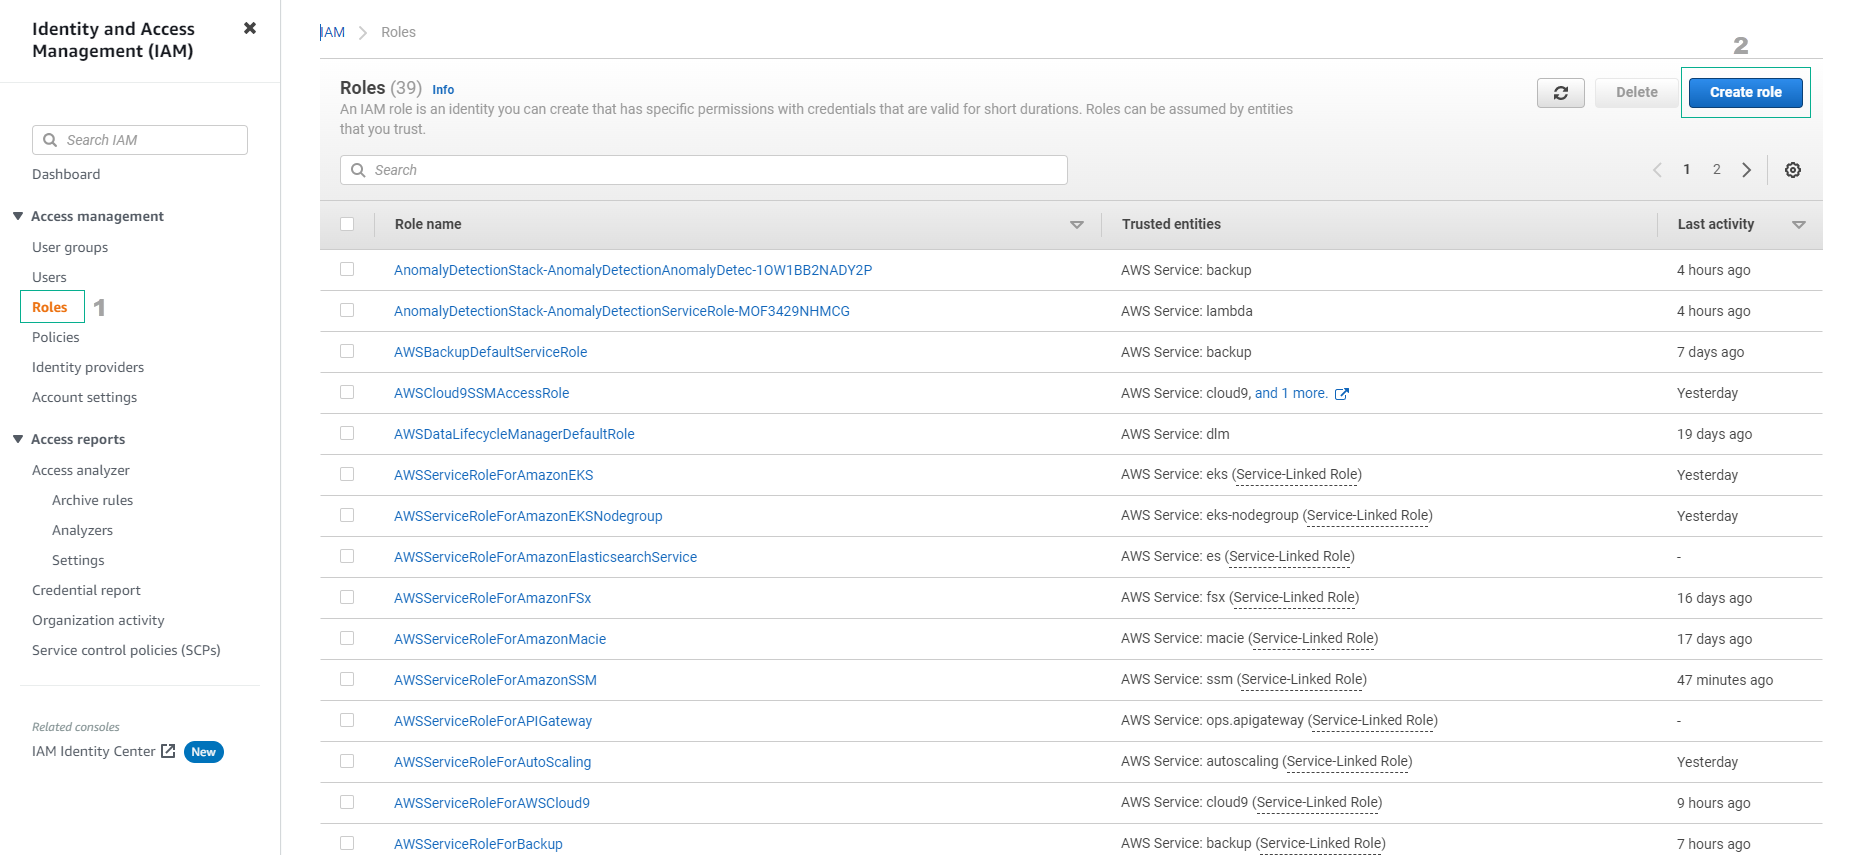 Identity and Access
Management (IAM)
Search IAM
Dashboard
Access management
User groups
Users
Roles 1
Policies
Identity providers
Account settings
Access reports
Access analyzer
Archive rules
Analyzers
Settings
Credential report
Organization activity
Service control policies (SCPs)
Related consoles
IAM Identity Center New
IAM Roles
2
Roles (39) Info
An IAM role is an identity you can create that has specific permissions with credentials that are valid for short durations. Roles can be assumed by entities
that you trust.
Delete Create role
Search
1 2
Role name Trusted entities Last activity
AnomalyDetectionStack-AnomalyDetectionAnomalyDetec-1OW1BB2NADY2P AWS Service: backup 4 hours ago
AnomalyDetectionStack-AnomalyDetectionServiceRole-MOF3429NHMCG AWS Service: lambda 4 hours ago
AWSBackupDefaultServiceRole AWS Service: backup 7 days ago
AWSCloud9SSMAccessRole AWS Service: cloud9, and 1 more. Yesterday
AWSDataLifecycleManagerDefaultRole AWS Service: dlm 19 days ago
AWSServiceRoleForAmazonEKS AWS Service: eks (Service-Linked Role) Yesterday
AWSServiceRoleForAmazonEKSNodegroup AWS Service: eks-nodegroup (Service-Linked Role) Yesterday
AWSServiceRoleForAmazonElasticsearchService AWS Service: es (Service-Linked Role) -
AWSServiceRoleForAmazonFSx AWS Service: fsx (Service-Linked Role) 16 days ago
AWSServiceRoleForAmazonMacie AWS Service: macie (Service-Linked Role) 17 days ago
AWSServiceRoleForAmazonSSM AWS Service: ssm (Service-Linked Role) 47 minutes ago
AWSServiceRoleForAPIGateway AWS Service: ops.apigateway (Service-Linked Role) -
AWSServiceRoleForAutoScaling AWS Service: autoscaling (Service-Linked Role) Yesterday
AWSServiceRoleForAWSCloud9 AWS Service: cloud9 (Service-Linked Role) 9 hours ago
AWSServiceRoleForBackup AWS Service: backup (Service-Linked Role) 7 hours ago